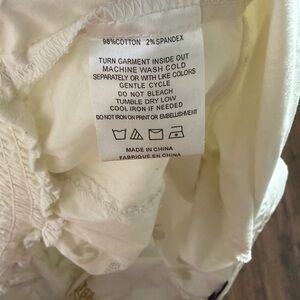 98%COTTON 2%SPANDEX
TURN GARMENT INSIDE OUT
MACHINE WASH COLD
SEPARATELY OR WITH LIKE COLORS
GENTLE CYCLE
DO NOT BLEACH
TUMBLE DRY LOW
COOL IRON IF NEEDED
DO NOT IRON ON PRINT OR EMBELLISHMENT
MADE IN CHINA
FABRIQUE EN CHINA